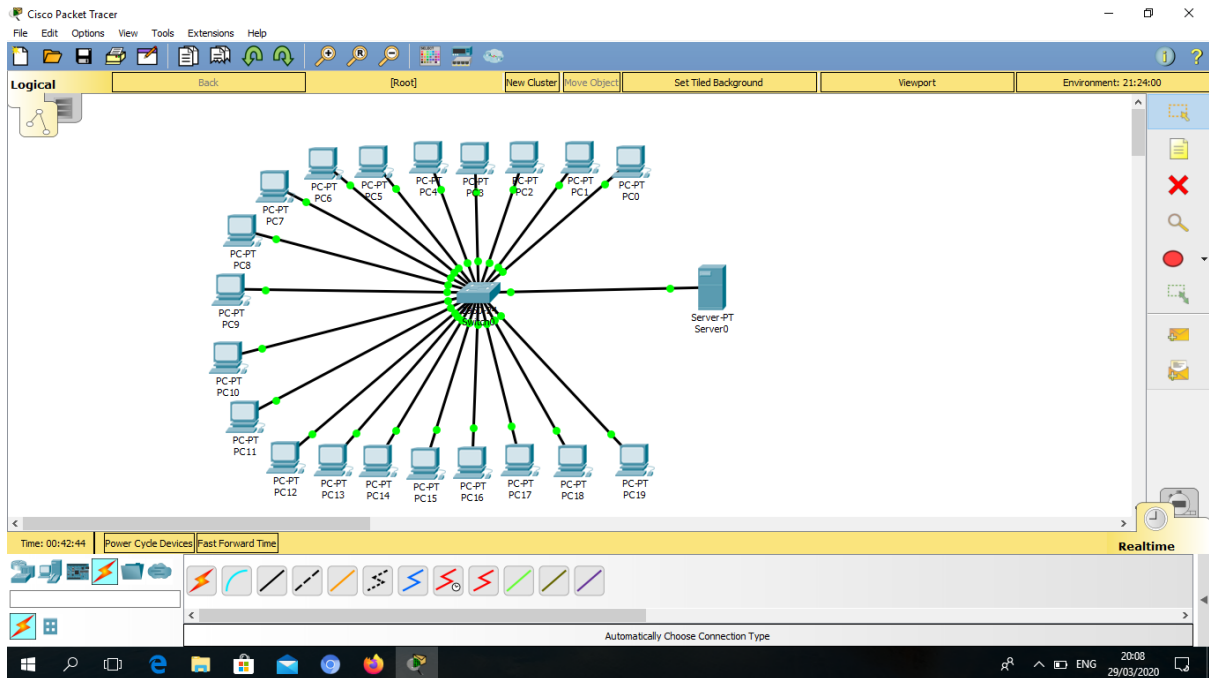 Cisco Packet Tracer
File Edit Options View Tools Extensions Help
Logical
Back
[Root]
New Cluster
Move Object
Set Tiled Background
Viewport
Environment: 21:24:00
PC-PT
PC6
PC-PT
PC5
PC-PT
PC4
PC-PT
PC3
PC-PT
PC2
PC-PT
PC1
PC-PT
PC0
PC-PT
PC7
PC-PT
PC8
PC-PT
PC9
Switch0
Server-PT
Server0
PC-PT
PC10
PC-PT
PC11
PC-PT
PC12
PC-PT
PC13
PC-PT
PC14
PC-PT
PC15
PC-PT
PC16
PC-PT
PC17
PC-PT
PC18
PC-PT
PC19
Time: 00:42:44
Power Cycle Devices
Fast Forward Time
Realtime
Automatically Choose Connection Type
ENG
20:08
29/03/2020